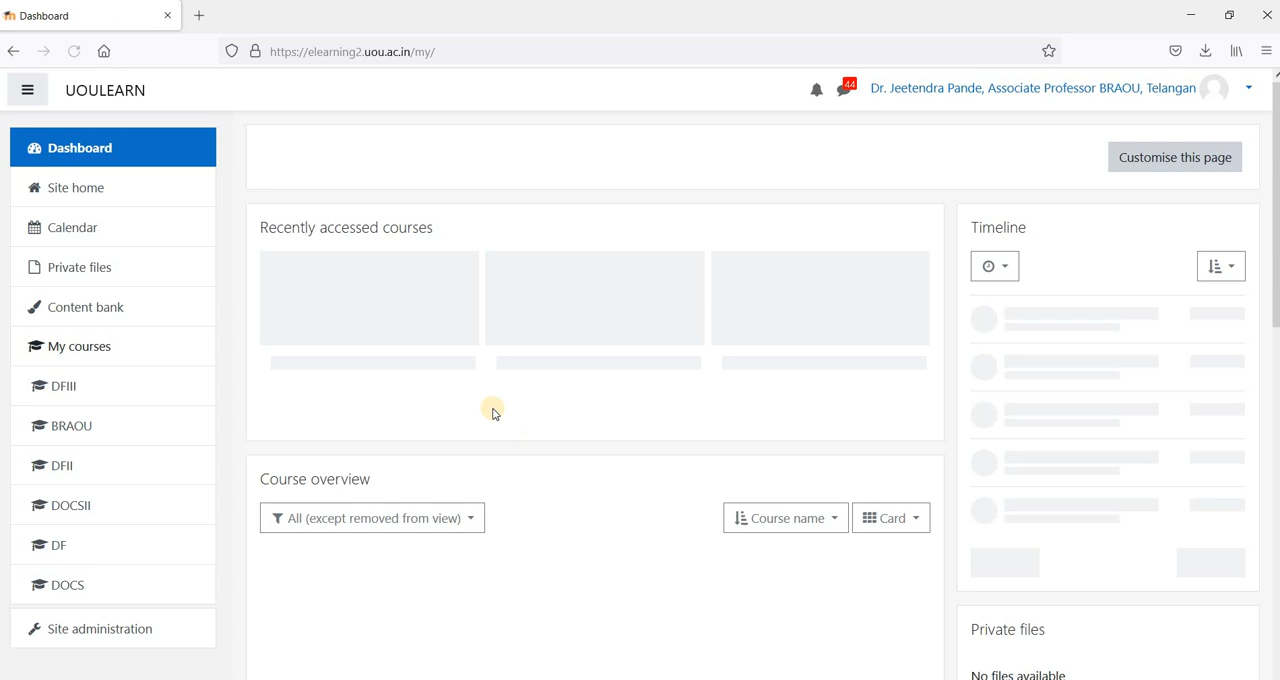 Dashboard
https://elearning2.uou.ac.in/my/
UOULEARN
44
Dr. Jeetendra Pande, Associate Professor BRAOU, Telangan
Dashboard
Site home
Calendar
Private files
Content bank
My courses
DFIII
BRAOU
DFII
DOCSII
DF
DOCS
Site administration
Customise this page
Recently accessed courses
Course overview
All (except removed from view)
Course name
Card
Timeline
Private files
No files available